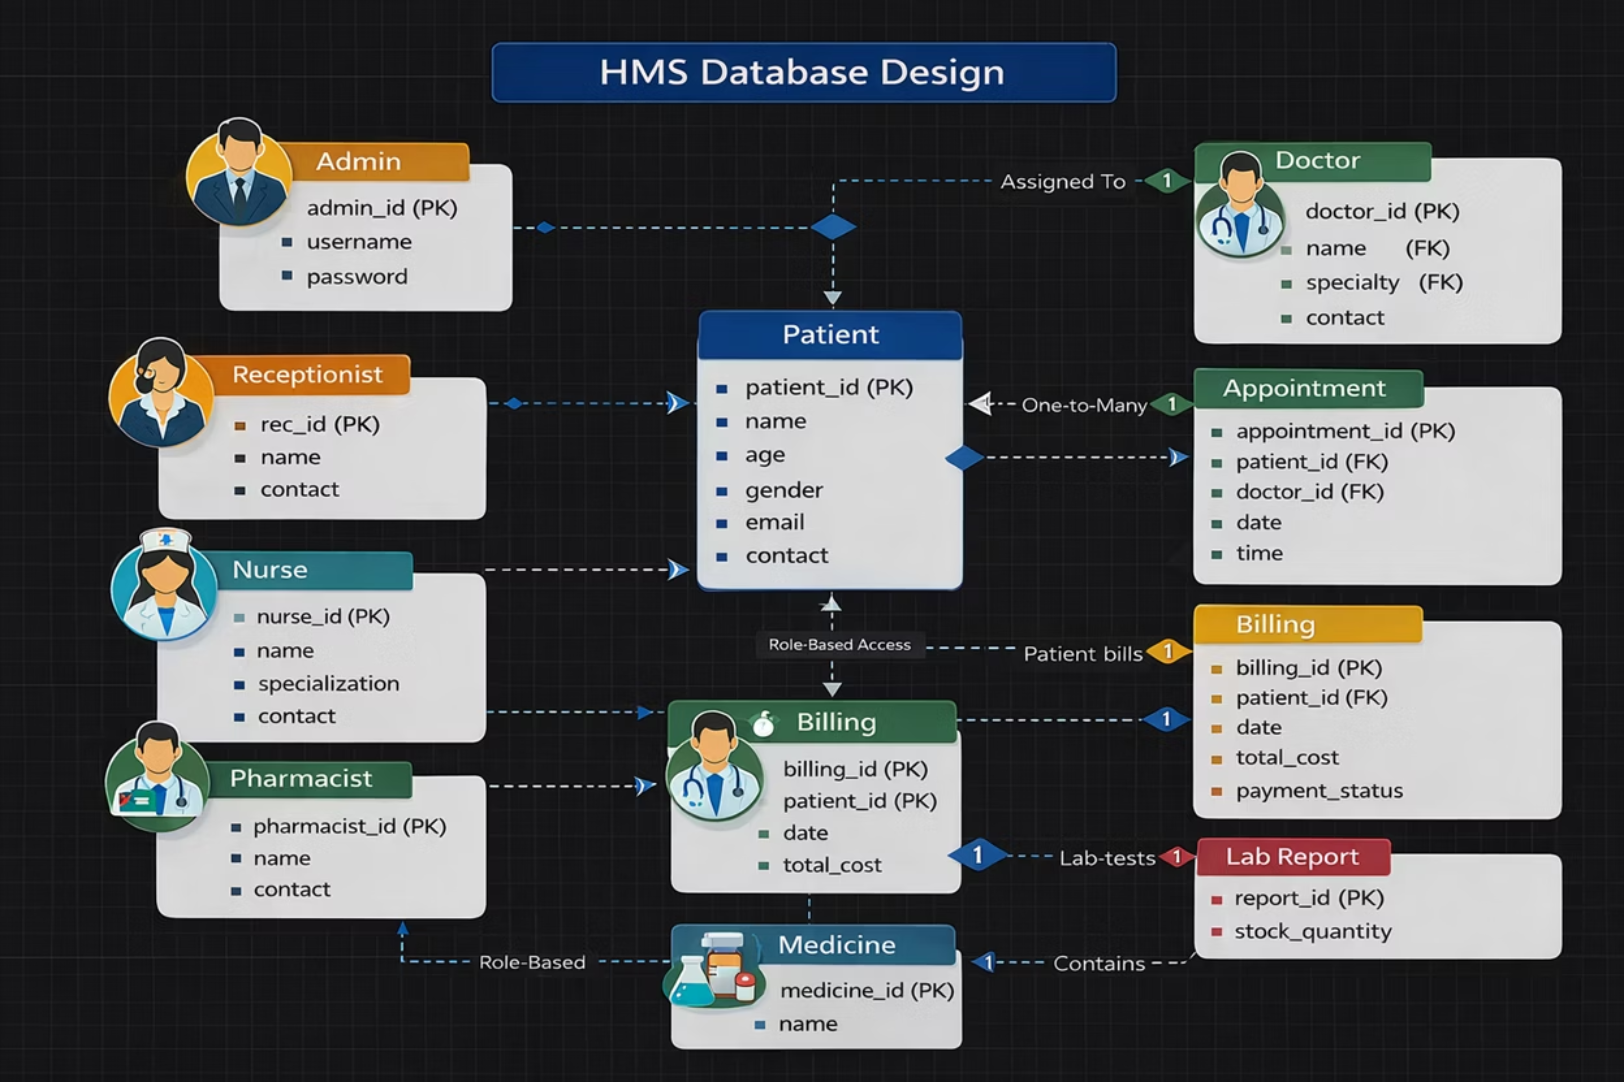 HMS Database Design
Admin
admin_id (PK)
username
password
Assigned To
1
Doctor
doctor_id (PK)
name (FK)
specialty (FK)
contact
Receptionist
rec_id (PK)
name
contact
Patient
patient_id (PK)
name
age
gender
email
contact
One-to-Many
1
Appointment
appointment_id (PK)
patient_id (FK)
doctor_id (FK)
date
time
Nurse
nurse_id (PK)
name
specialization
contact
Role-Based Access
Patient bills
1
Billing
billing_id (PK)
patient_id (FK)
date
total_cost
payment_status
1
Pharmacist
pharmacist_id (PK)
name
contact
Billing
billing_id (PK)
patient_id (PK)
date
total_cost
1
Lab-tests
1
Lab Report
report_id (PK)
stock_quantity
Role-Based
Medicine
medicine_id (PK)
name
1
Contains